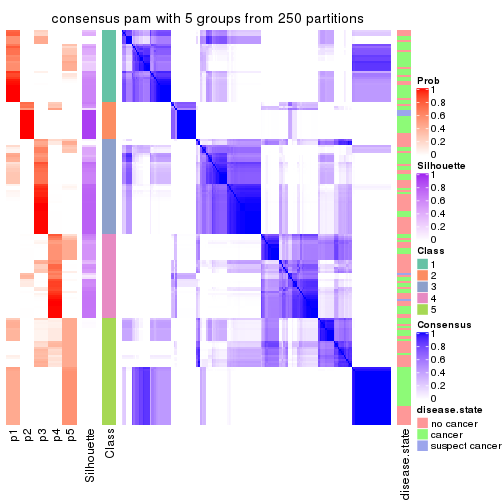 consensus pam with 5 groups from 250 partitions
Prob
1
0.8
0.6
0.4
0.2
0
Silhouette
1
0.8
0.6
0.4
0.2
0
Class
1
2
3
4
5
Consensus
1
0.8
0.6
0.4
0.2
0
disease.state
no cancer
cancer
suspect cancer
p1
p2
p3
p4
p5
Silhouette
Class
disease.state